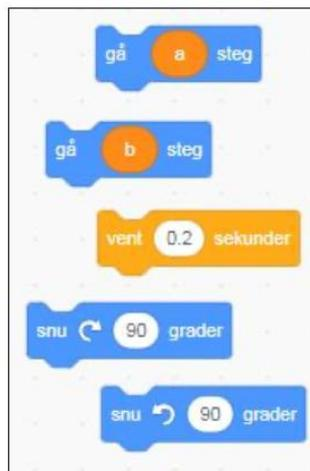 gå a steg
gå b steg
vent 0.2 sekunder
snu 90 grader
snu 90 grader